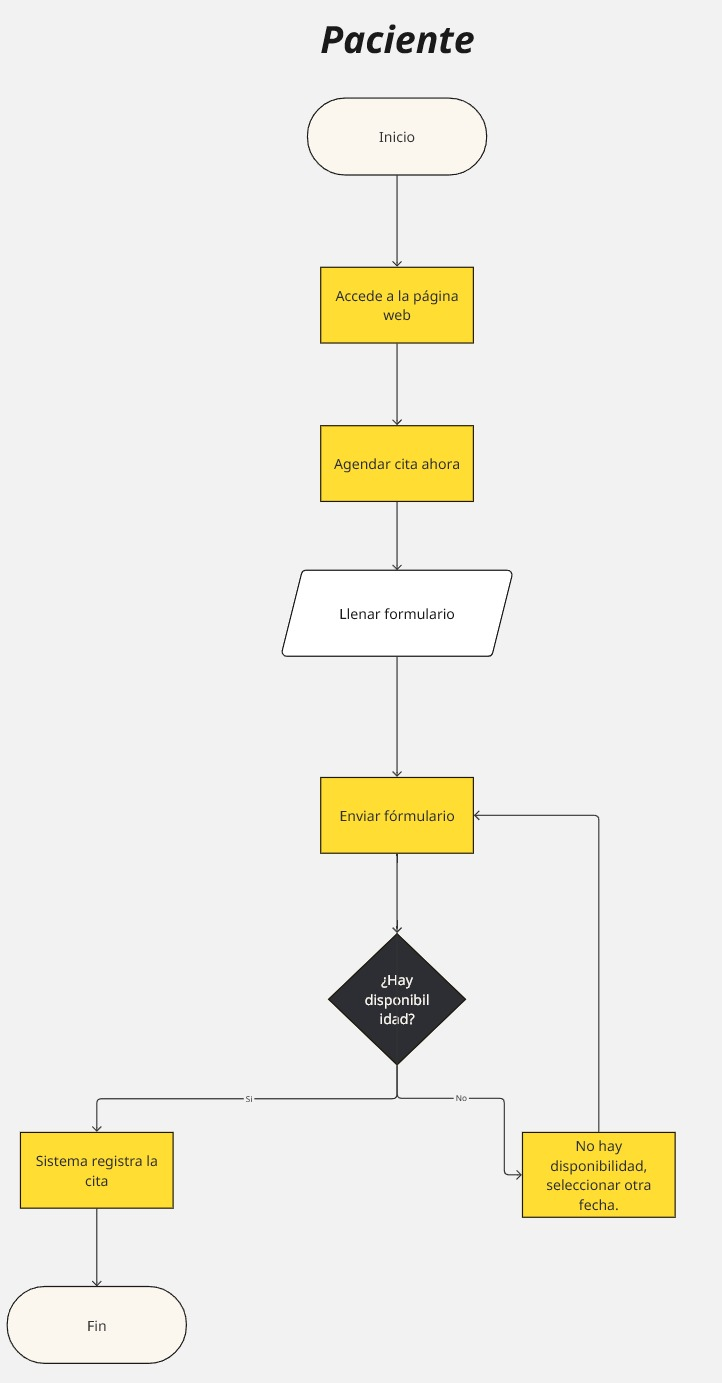 Paciente
Inicio
Accede a la página
web
Agendar cita ahora
Llenar formulario
Enviar fórmulario
¿Hay
disponibil
idad?
Si
No
Sistema registra la
cita
No hay
disponibilidad,
seleccionar otra
fecha.
Fin